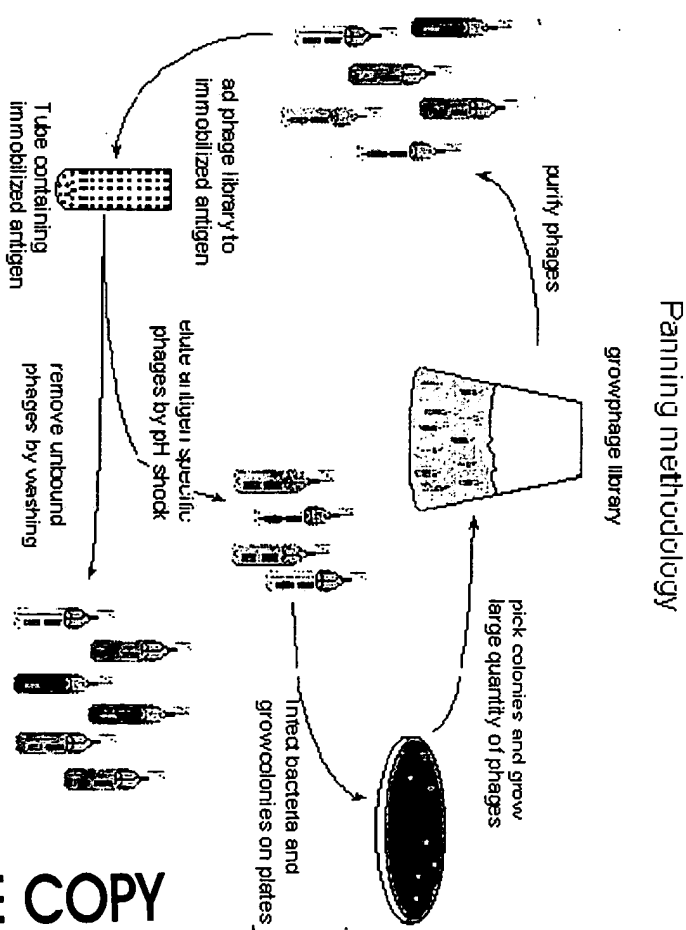 Panning methodology
growphage library
purify phages
pick colonies and grow
large quantity of phages
ad phage library to
immobilized antigen
Tube containing
immobilized antigen
elute antigen specific
phages by pH shock
remove unbound
phages by washing
Infect bacteria and
growcolonies on plates
COPY